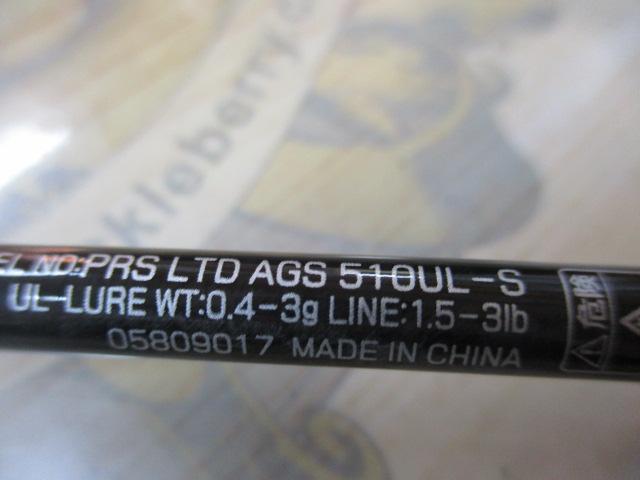 EL NO:PRS LTD AGS 510UL-S
UL-LURE WT:0.4-3g LINE:1.5-3lb
05809017 MADE IN CHINA
危険
kleberry